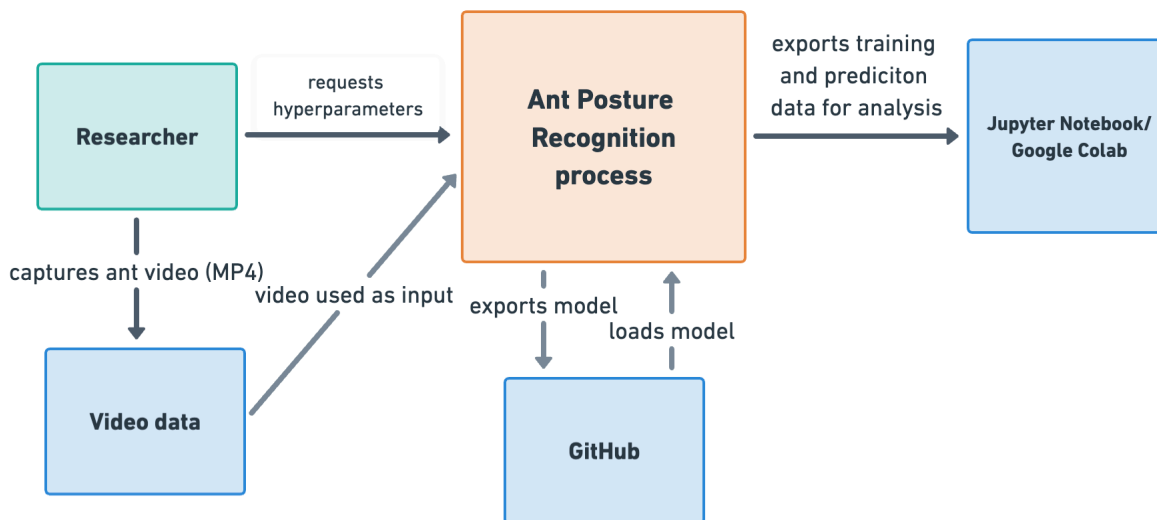 Researcher
requests
hyperparameters
Ant Posture
Recognition
process
exports training
and prediciton
data for analysis
Jupyter Notebook/
Google Colab
captures ant video (MP4)
video used as input
exports model
loads model
Video data
GitHub